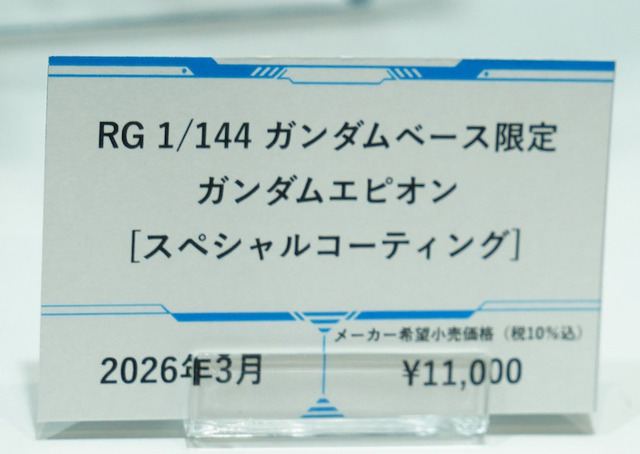 RG 1/144 ガンダムベース限定
ガンダムエピオン
[スペシャルコーティング]
メーカー希望小売価格（税10%込）
2026年3月 ¥11,000